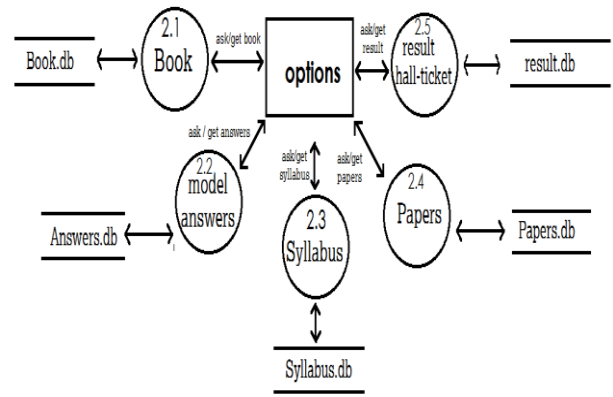 2.1
Book
Book.db
ask/get book
options
ask/get
result
2.5
result
hall-ticket
result.db
ask / get answers
2.2
model
answers
Answers.db
ask/get
syllabus
2.3
Syllabus
Syllabus.db
ask/get
papers
2.4
Papers
Papers.db